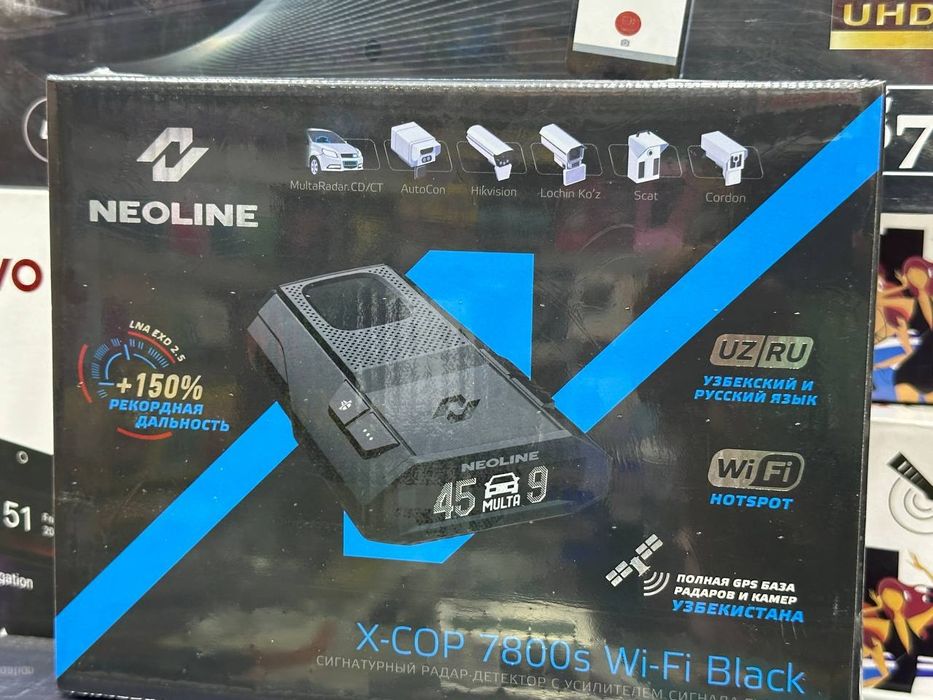 UHD
7
NEOLINE
MultaRadar.CD/CT
AutoCon
Hikvision
Lochin Ko'z
Scat
Cordon
LNA EXD 2.5
+150%
РЕКОРДНАЯ
ДАЛЬНОСТЬ
UZ RU
УЗБЕКСКИЙ И
РУССКИЙ ЯЗЫК
NEOLINE
45 MULTA 9
WiFi
HOTSPOT
ПОЛНАЯ GPS БАЗА
РАДАРОВ И КАМЕР
УЗБЕКИСТАНА
X-COP 7800s Wi-Fi Black
СИГНАТУРНЫЙ РАДАР-ДЕТЕКТОР С УСИЛИТЕЛЕМ СИГНАЛА
51